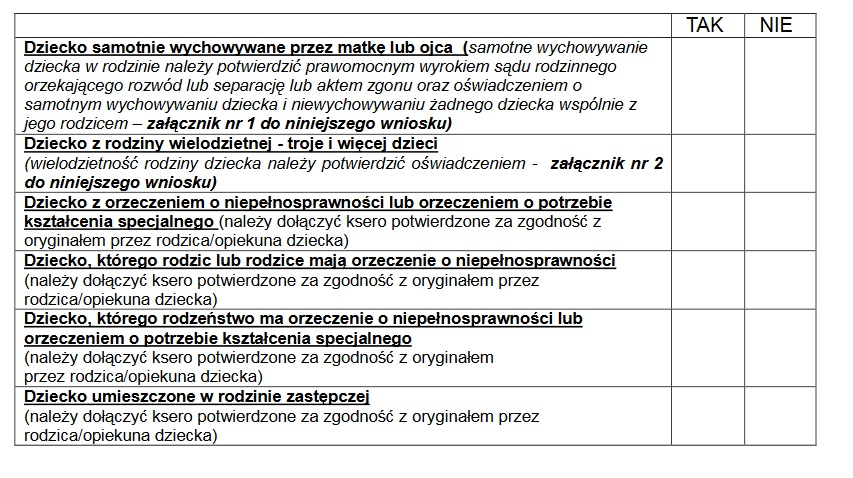 TAK NIE
Dziecko samotnie wychowywane przez matkę lub ojca (samotne wychowywanie
dziecka w rodzinie należy potwierdzić prawomocnym wyrokiem sądu rodzinnego
orzekającego rozwód lub separację lub aktem zgonu oraz oświadczeniem o
samotnym wychowywaniu dziecka i niewychowywaniu żadnego dziecka wspólnie z
jego rodzicem – załącznik nr 1 do niniejszego wniosku)
Dziecko z rodziny wielodzietnej - troje i więcej dzieci
(wielodzietność rodziny dziecka należy potwierdzić oświadczeniem - załącznik nr 2
do niniejszego wniosku)
Dziecko z orzeczeniem o niepełnosprawności lub orzeczeniem o potrzebie
kształcenia specjalnego (należy dołączyć ksero potwierdzone za zgodność z
oryginałem przez rodzica/opiekuna dziecka)
Dziecko, którego rodzic lub rodzice mają orzeczenie o niepełnosprawności
(należy dołączyć ksero potwierdzone za zgodność z oryginałem przez
rodzica/opiekuna dziecka)
Dziecko, którego rodzeństwo ma orzeczenie o niepełnosprawności lub
orzeczeniem o potrzebie kształcenia specjalnego
(należy dołączyć ksero potwierdzone za zgodność z oryginałem
przez rodzica/opiekuna dziecka)
Dziecko umieszczone w rodzinie zastępczej
(należy dołączyć ksero potwierdzone za zgodność z oryginałem przez
rodzica/opiekuna dziecka)